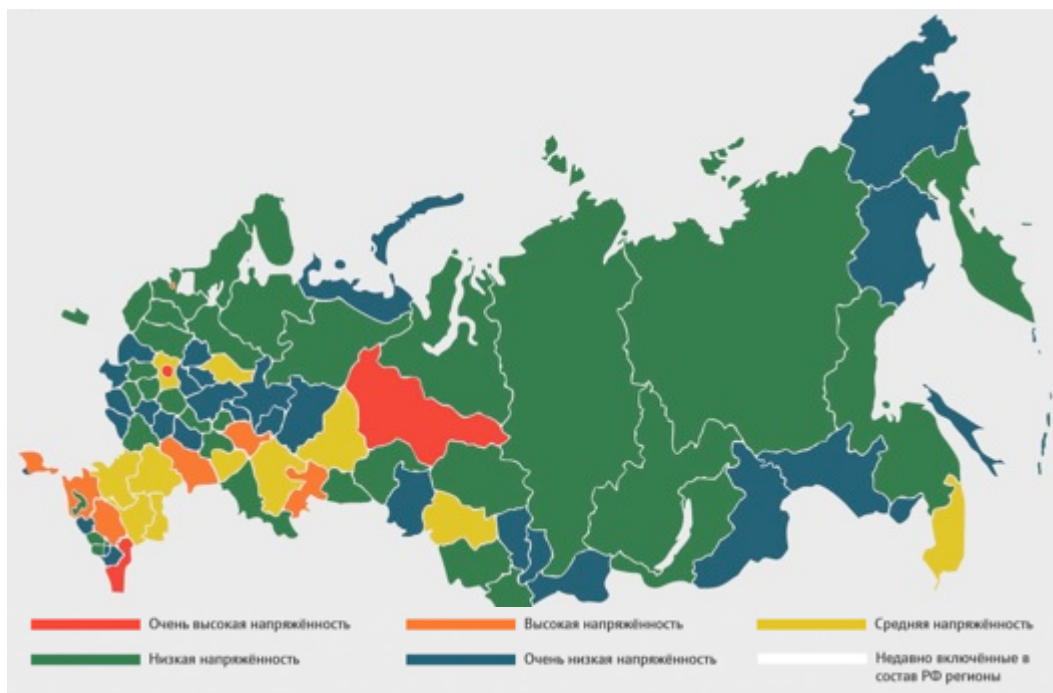 Очень высокая напряжённость
Высокая напряжённость
Средняя напряжённость
Низкая напряжённость
Очень низкая напряжённость
Недавно включённые в
состав РФ регионы